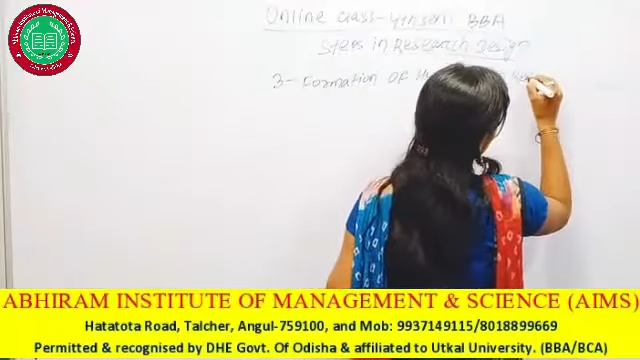 Online class - 4th sem BBA
Steps in Research Design
3 - Formation of
ABHIRAM INSTITUTE OF MANAGEMENT & SCIENCE (AIMS)
Hatatota Road, Talcher, Angul-759100, and Mob: 9937149115/8018899669
Permitted & recognised by DHE Govt. Of Odisha & affiliated to Utkal University. (BBA/BCA)